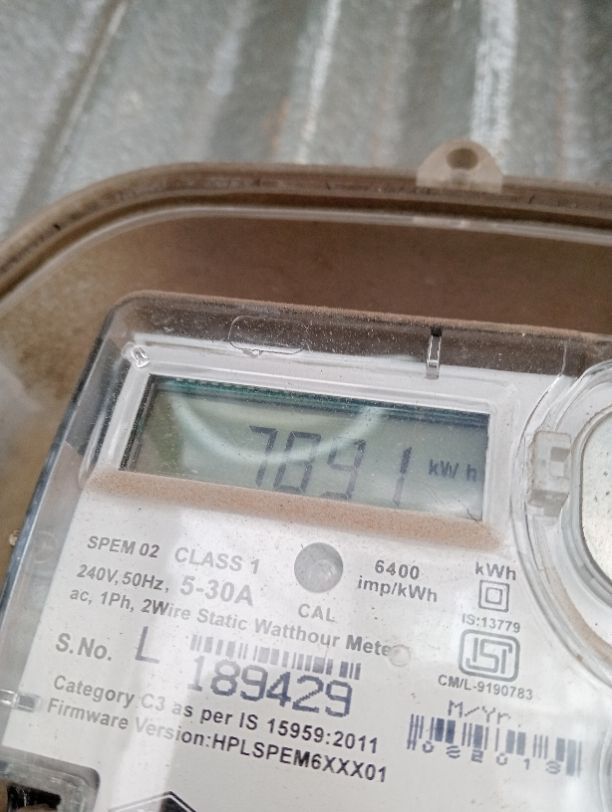 7891 kWh
SPEM 02 CLASS 1
240V, 50Hz, 5-30A
ac, 1Ph, 2Wire Static Watthour Meter
CAL
6400
imp/kWh
kWh
IS:13779
ISI
CM/L-9190783
S.No. L 189429
Category C3 as per IS 15959:2011
Firmware Version:HPLSPEM6XXX01
M/Yr.